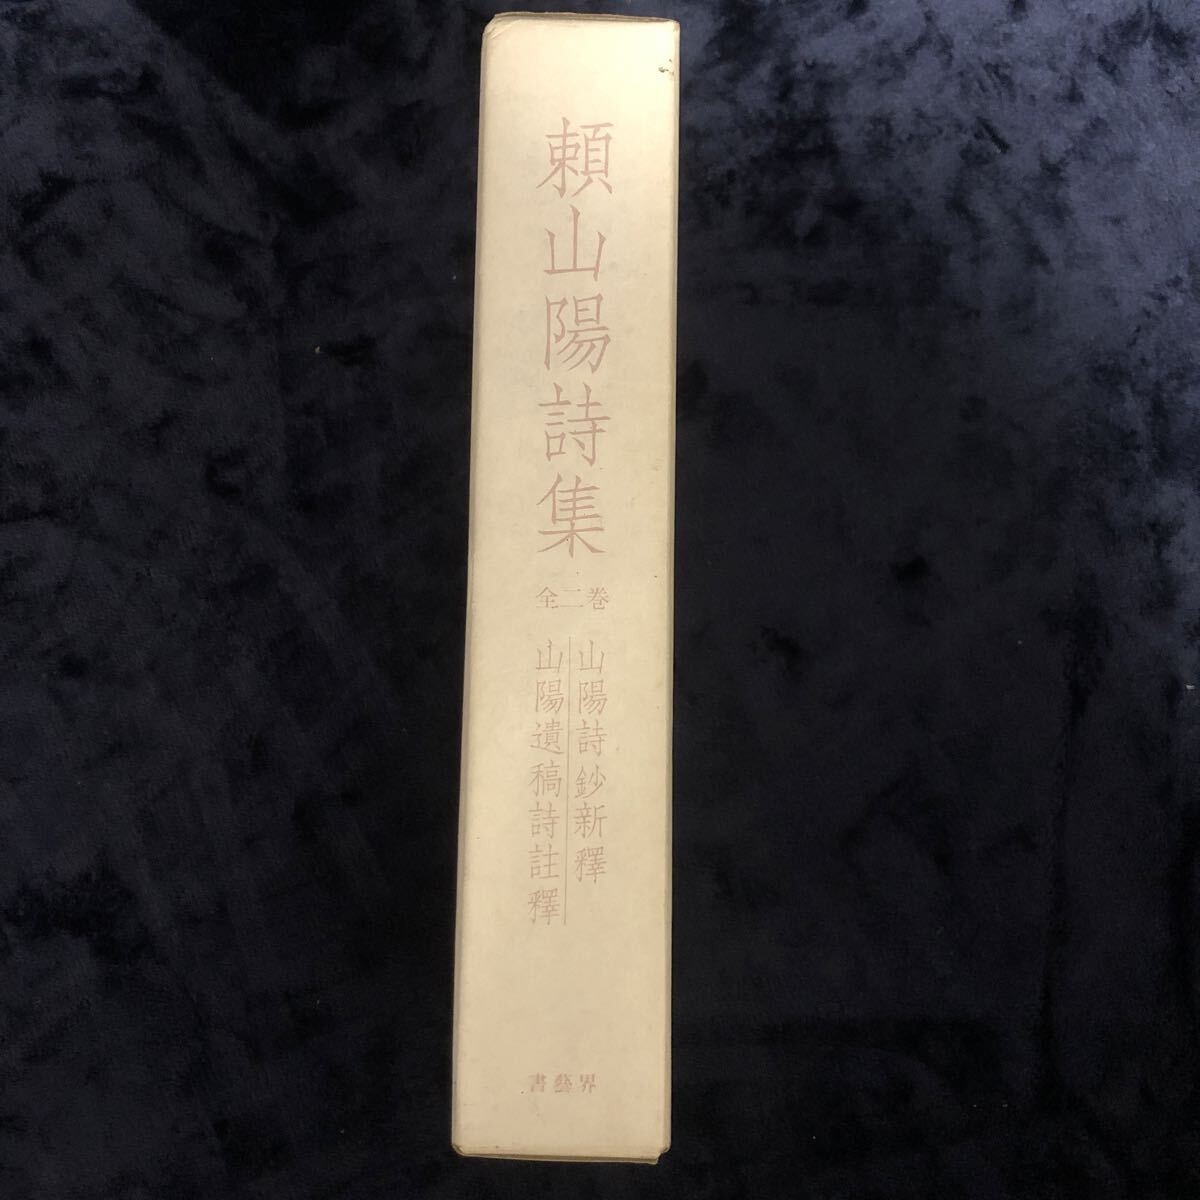 頼山陽詩集
全二巻
山陽詩鈔新釋
山陽遺稿詩註釋
書藝界